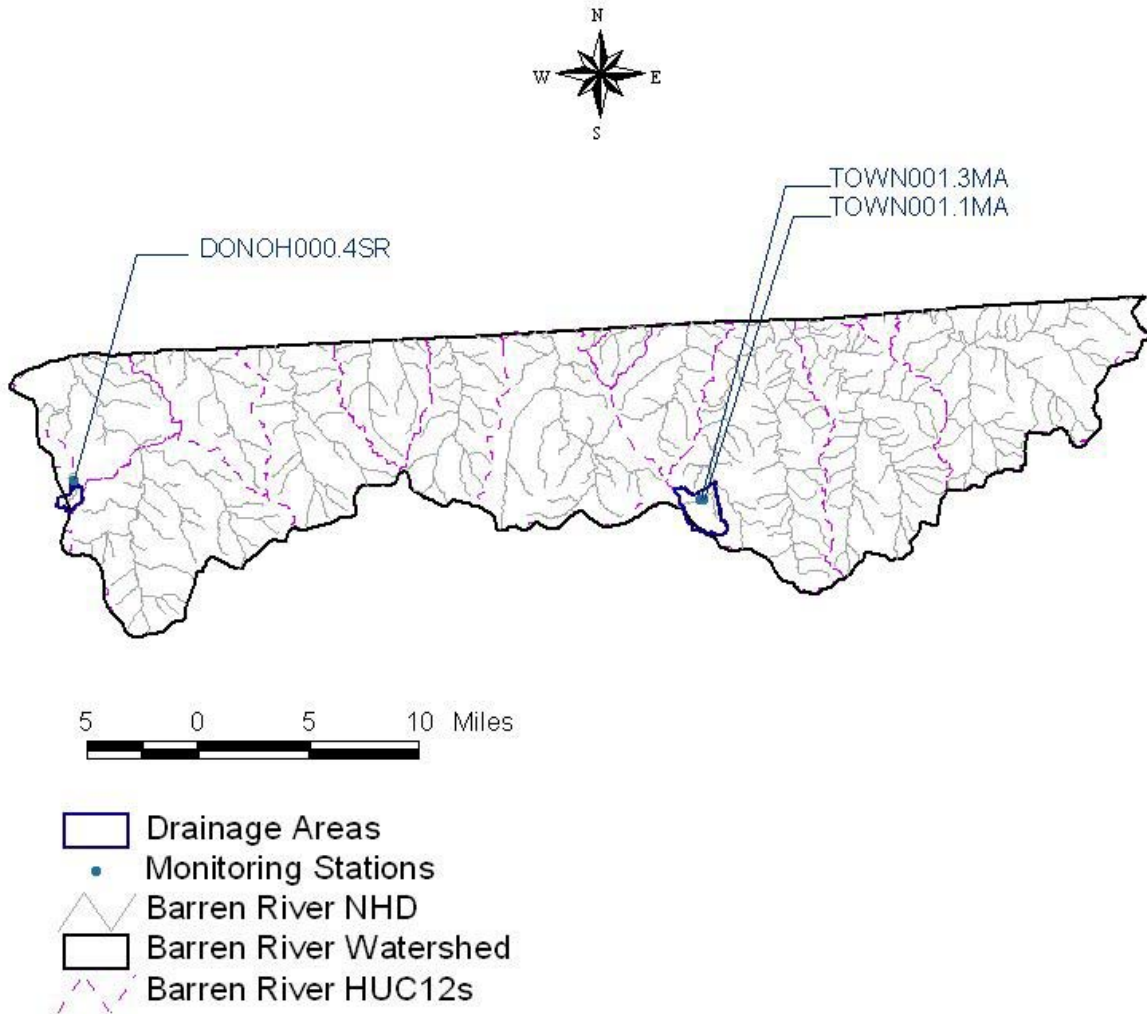 N
W E
S
TOWN001.3MA
TOWN001.1MA
DONOH000.4SR
5 0 5 10 Miles
Drainage Areas
Monitoring Stations
Barren River NHD
Barren River Watershed
Barren River HUC12s